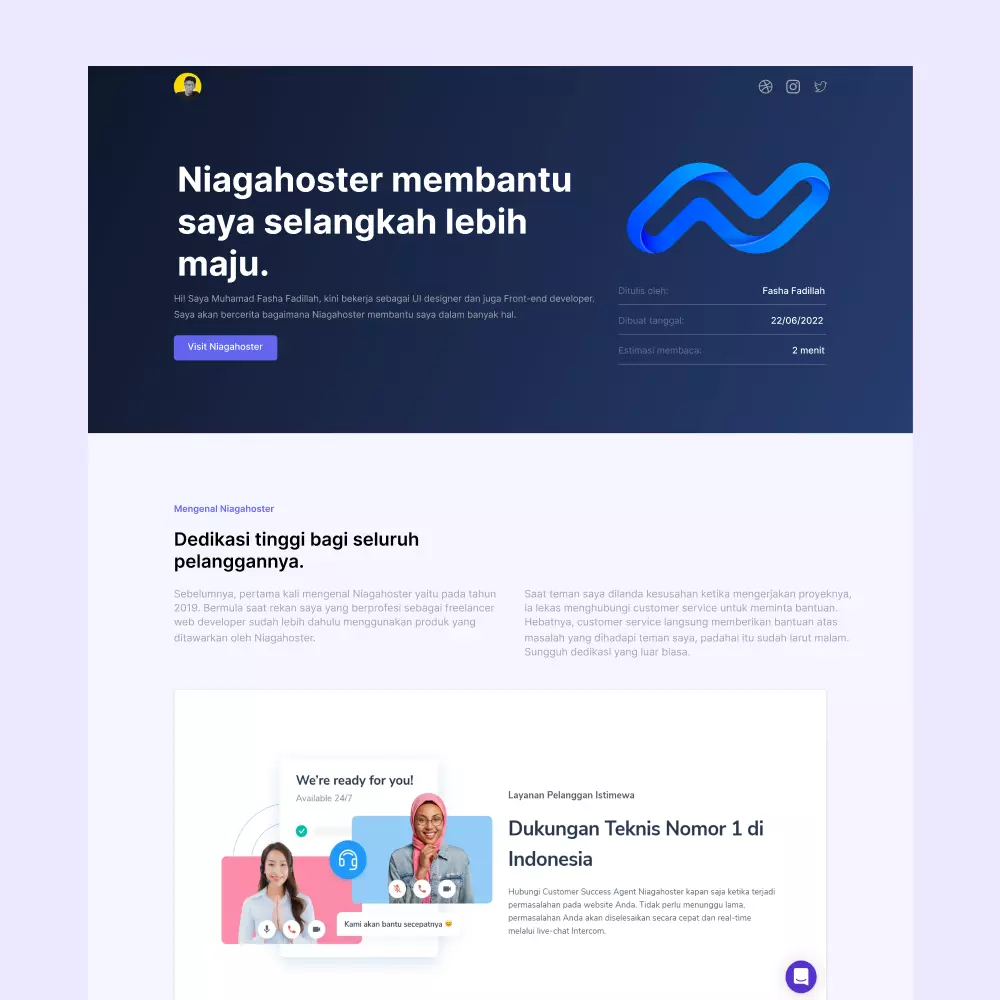 Niagahoster membantu
saya selangkah lebih
maju.
Hi! Saya Muhamad Fasha Fadillah, kini bekerja sebagai UI designer dan juga Front-end developer.
Saya akan bercerita bagaimana Niagahoster membantu saya dalam banyak hal.
Visit Niagahoster
Ditulis oleh: Fasha Fadillah
Dibuat tanggal: 22/06/2022
Estimasi membaca: 2 menit
Mengenal Niagahoster
Dedikasi tinggi bagi seluruh
pelanggannya.
Sebelumnya, pertama kali mengenal Niagahoster yaitu pada tahun
2019. Bermula saat rekan saya yang berprofesi sebagai freelancer
web developer sudah lebih dahulu menggunakan produk yang
ditawarkan oleh Niagahoster.
Saat teman saya dilanda kesusahan ketika mengerjakan proyeknya,
ia lekas menghubungi customer service untuk meminta bantuan.
Hebatnya, customer service langsung memberikan bantuan atas
masalah yang dihadapi teman saya, padahal itu sudah larut malam.
Sungguh dedikasi yang luar biasa.
We're ready for you!
Available 24/7
Kami akan bantu secepatnya 😊
Layanan Pelanggan Istimewa
Dukungan Teknis Nomor 1 di
Indonesia
Hubungi Customer Success Agent Niagahoster kapan saja ketika terjadi
permasalahan pada website Anda. Tidak perlu menunggu lama,
permasalahan Anda akan diselesaikan secara cepat dan real-time
melalui live-chat Intercom.